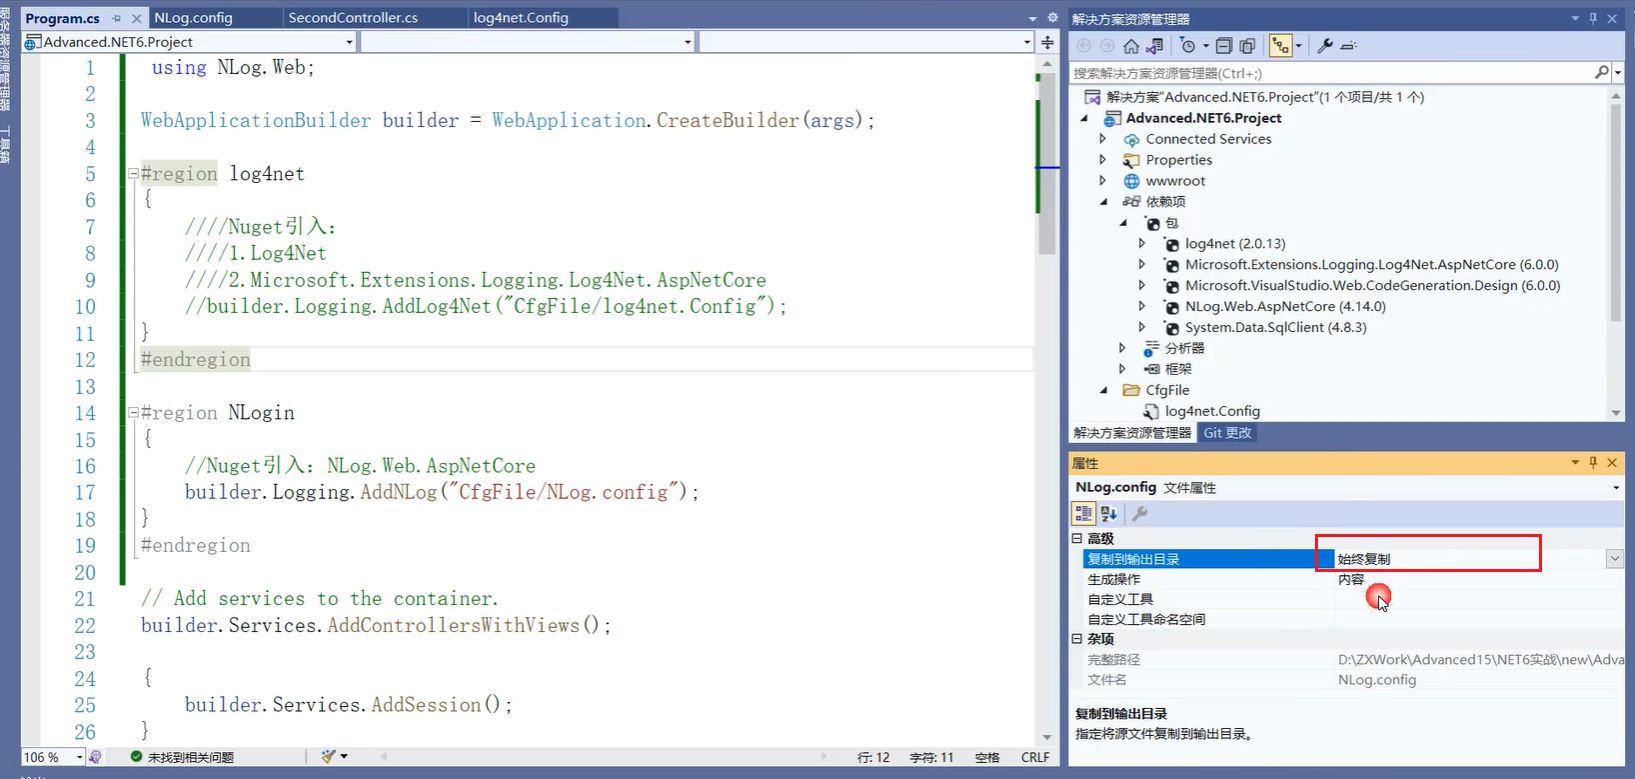 Program.cs
NLog.config
SecondController.cs
log4net.Config
Advanced.NET6.Project
服务器资源管理器
工具箱
1 using NLog.Web;
2
3 WebApplicationBuilder builder = WebApplication.CreateBuilder(args);
4
5 #region log4net
6 {
7 ////Nuget引入：
8 ////1.Log4Net
9 ////2.Microsoft.Extensions.Logging.Log4Net.AspNetCore
10 //builder.Logging.AddLog4Net("CfgFile/log4net.Config");
11 }
12 #endregion
13
14 #region NLogin
15 {
16 //Nuget引入：NLog.Web.AspNetCore
17 builder.Logging.AddNLog("CfgFile/NLog.config");
18 }
19 #endregion
20
21 // Add services to the container.
22 builder.Services.AddControllersWithViews();
23
24 {
25 builder.Services.AddSession();
26 }
106 %
未找到相关问题
行: 12 字符: 11 空格 CRLF
解决方案资源管理器
搜索解决方案资源管理器(Ctrl+;)
解决方案"Advanced.NET6.Project"(1 个项目/共 1 个)
Advanced.NET6.Project
Connected Services
Properties
wwwroot
依赖项
包
log4net (2.0.13)
Microsoft.Extensions.Logging.Log4Net.AspNetCore (6.0.0)
Microsoft.VisualStudio.Web.CodeGeneration.Design (6.0.0)
NLog.Web.AspNetCore (4.14.0)
System.Data.SqlClient (4.8.3)
分析器
框架
CfgFile
log4net.Config
解决方案资源管理器 Git 更改
属性
NLog.config 文件属性
高级
复制到输出目录 始终复制
生成操作 内容
自定义工具
自定义工具命名空间
杂项
完整路径 D:\ZXWork\Advanced15\NET6实战\new\Adva
文件名 NLog.config
复制到输出目录
指定将源文件复制到输出目录。